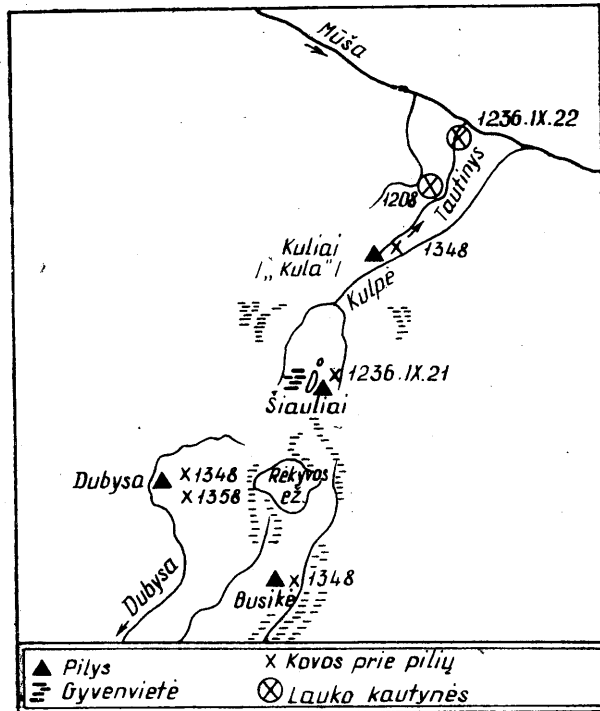 Mūša
1236.IX.22
1208
Tautinys
Kuliai
/„Kula"/
1348
Kulpė
1236.IX.21
Šiauliai
Dubysa
x 1348
x 1358
Rėkyvos
ež.
Dubysa
1348
Busikė
Pilys
Kovos prie pilių
Gyvenvietė
Lauko kautynės